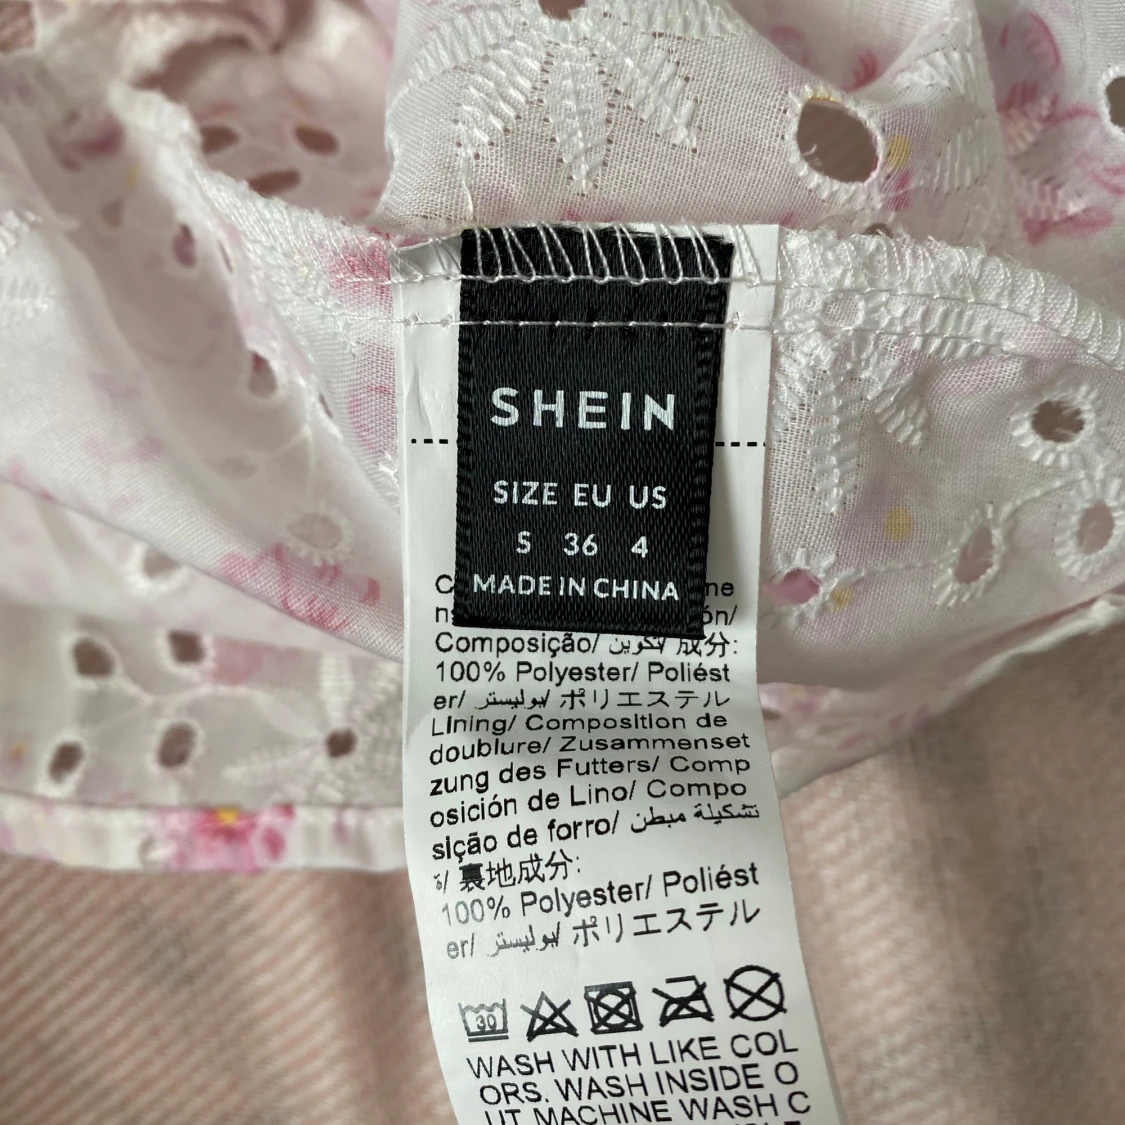 SHEIN
SIZE EU US
S 36 4
MADE IN CHINA
Composição/ تكوين/ 成分:
100% Polyester/ Poliést
er/ بوليستر/ ポリエステル
Lining/ Composition de
doublure/ Zusammenset
zung des Futters/ Comp
osición de Lino/ Compo
sição de forro/ تشكيلة مبطن
ة/ 裏地成分:
100% Polyester/ Poliést
er/ بوليستر/ ポリエステル
30
WASH WITH LIKE COL
ORS. WASH INSIDE O
UT. MACHINE WASH C